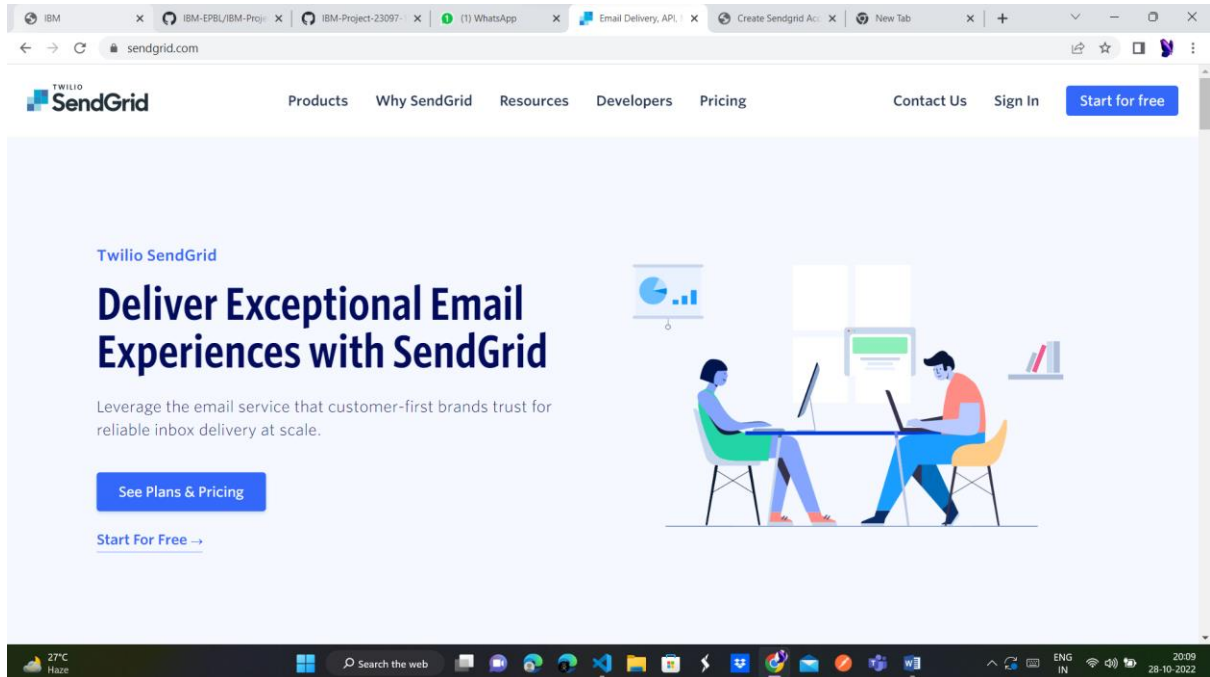 IBM
IBM-EPBL/IBM-Proje
IBM-Project-23097-
(1) WhatsApp
Email Delivery, API,
Create Sendgrid Acc
New Tab
sendgrid.com
TWILIO
SendGrid
Products Why SendGrid Resources Developers Pricing Contact Us Sign In Start for free
Twilio SendGrid
Deliver Exceptional Email
Experiences with SendGrid
Leverage the email service that customer-first brands trust for
reliable inbox delivery at scale.
See Plans & Pricing
Start For Free →
27°C
Haze
Search the web
ENG
IN
20:09
28-10-2022